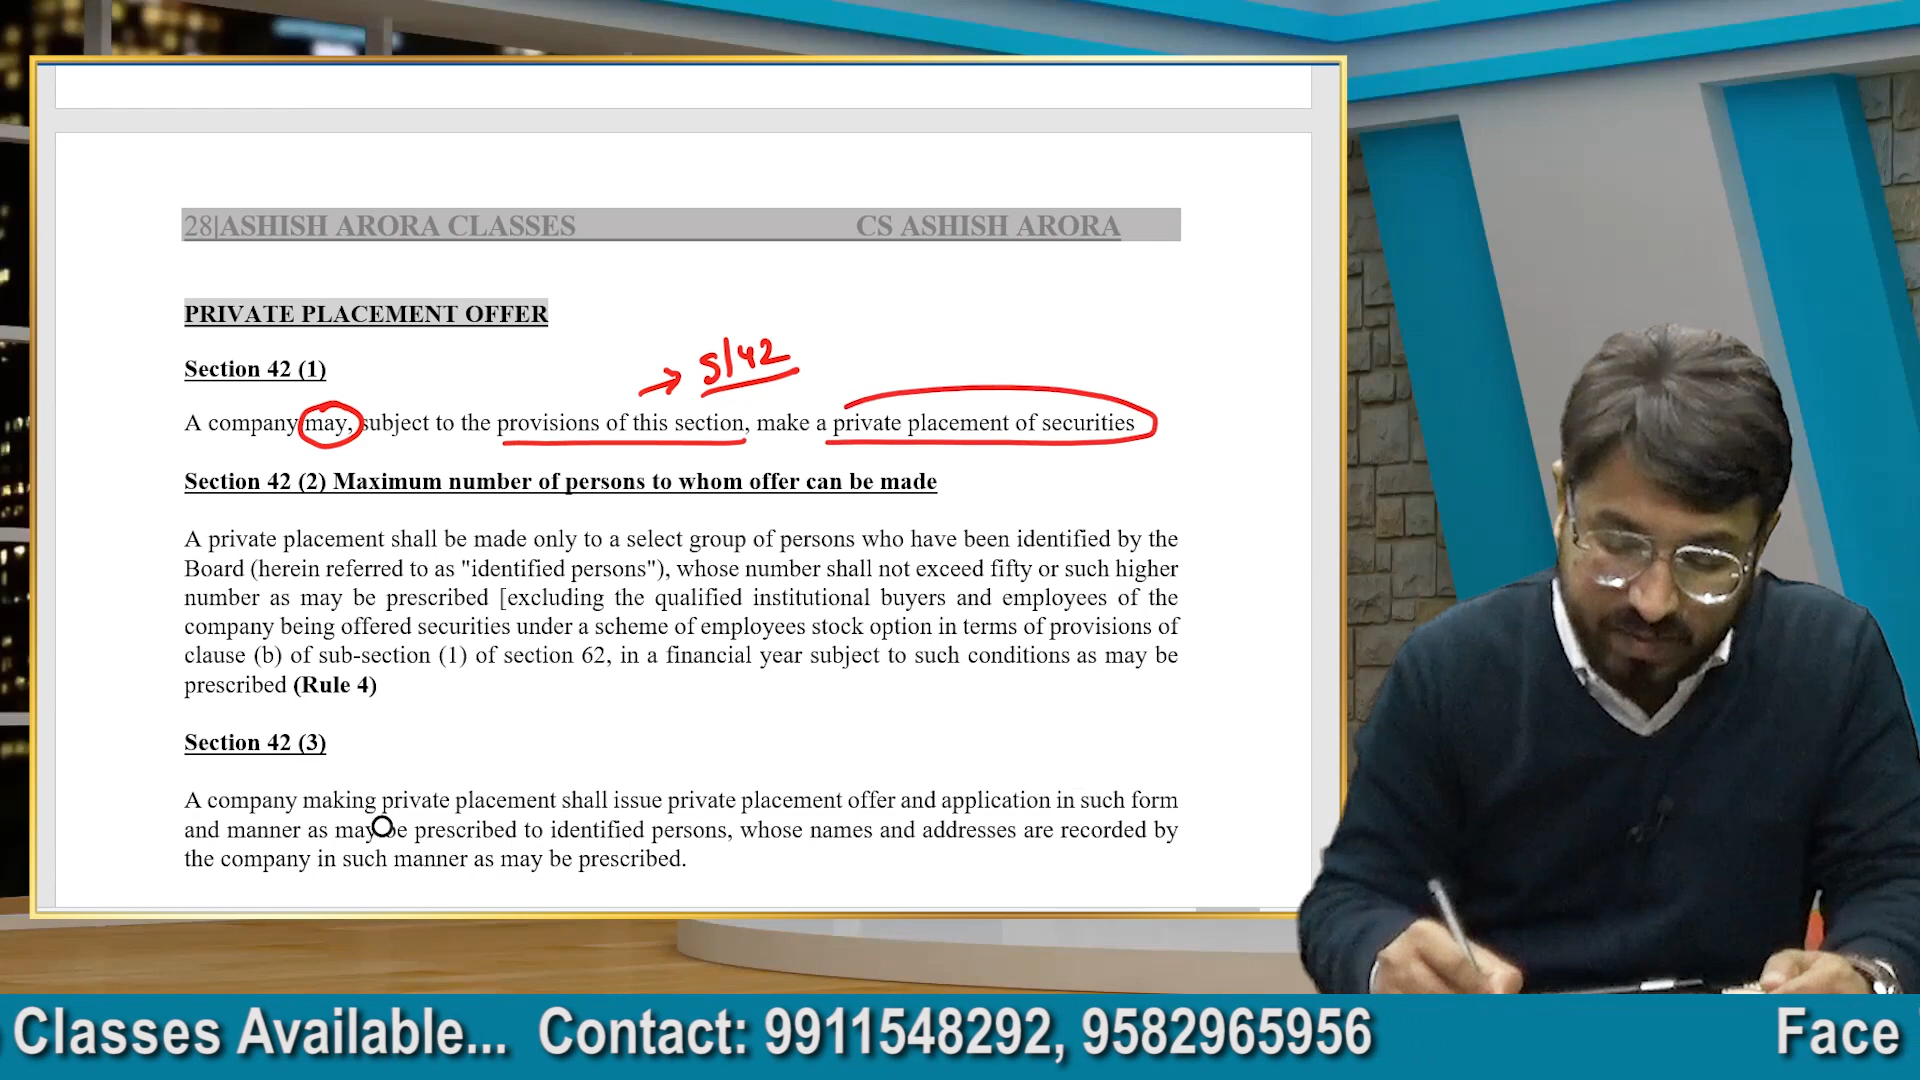 28|ASHISH ARORA CLASSES CS ASHISH ARORA
PRIVATE PLACEMENT OFFER
Section 42 (1)
→ S/42
A company may, subject to the provisions of this section, make a private placement of securities
Section 42 (2) Maximum number of persons to whom offer can be made
A private placement shall be made only to a select group of persons who have been identified by the
Board (herein referred to as "identified persons"), whose number shall not exceed fifty or such higher
number as may be prescribed [excluding the qualified institutional buyers and employees of the
company being offered securities under a scheme of employees stock option in terms of provisions of
clause (b) of sub-section (1) of section 62, in a financial year subject to such conditions as may be
prescribed (Rule 4)
Section 42 (3)
A company making private placement shall issue private placement offer and application in such form
and manner as may be prescribed to identified persons, whose names and addresses are recorded by
the company in such manner as may be prescribed.
Classes Available... Contact: 9911548292, 9582965956 Face